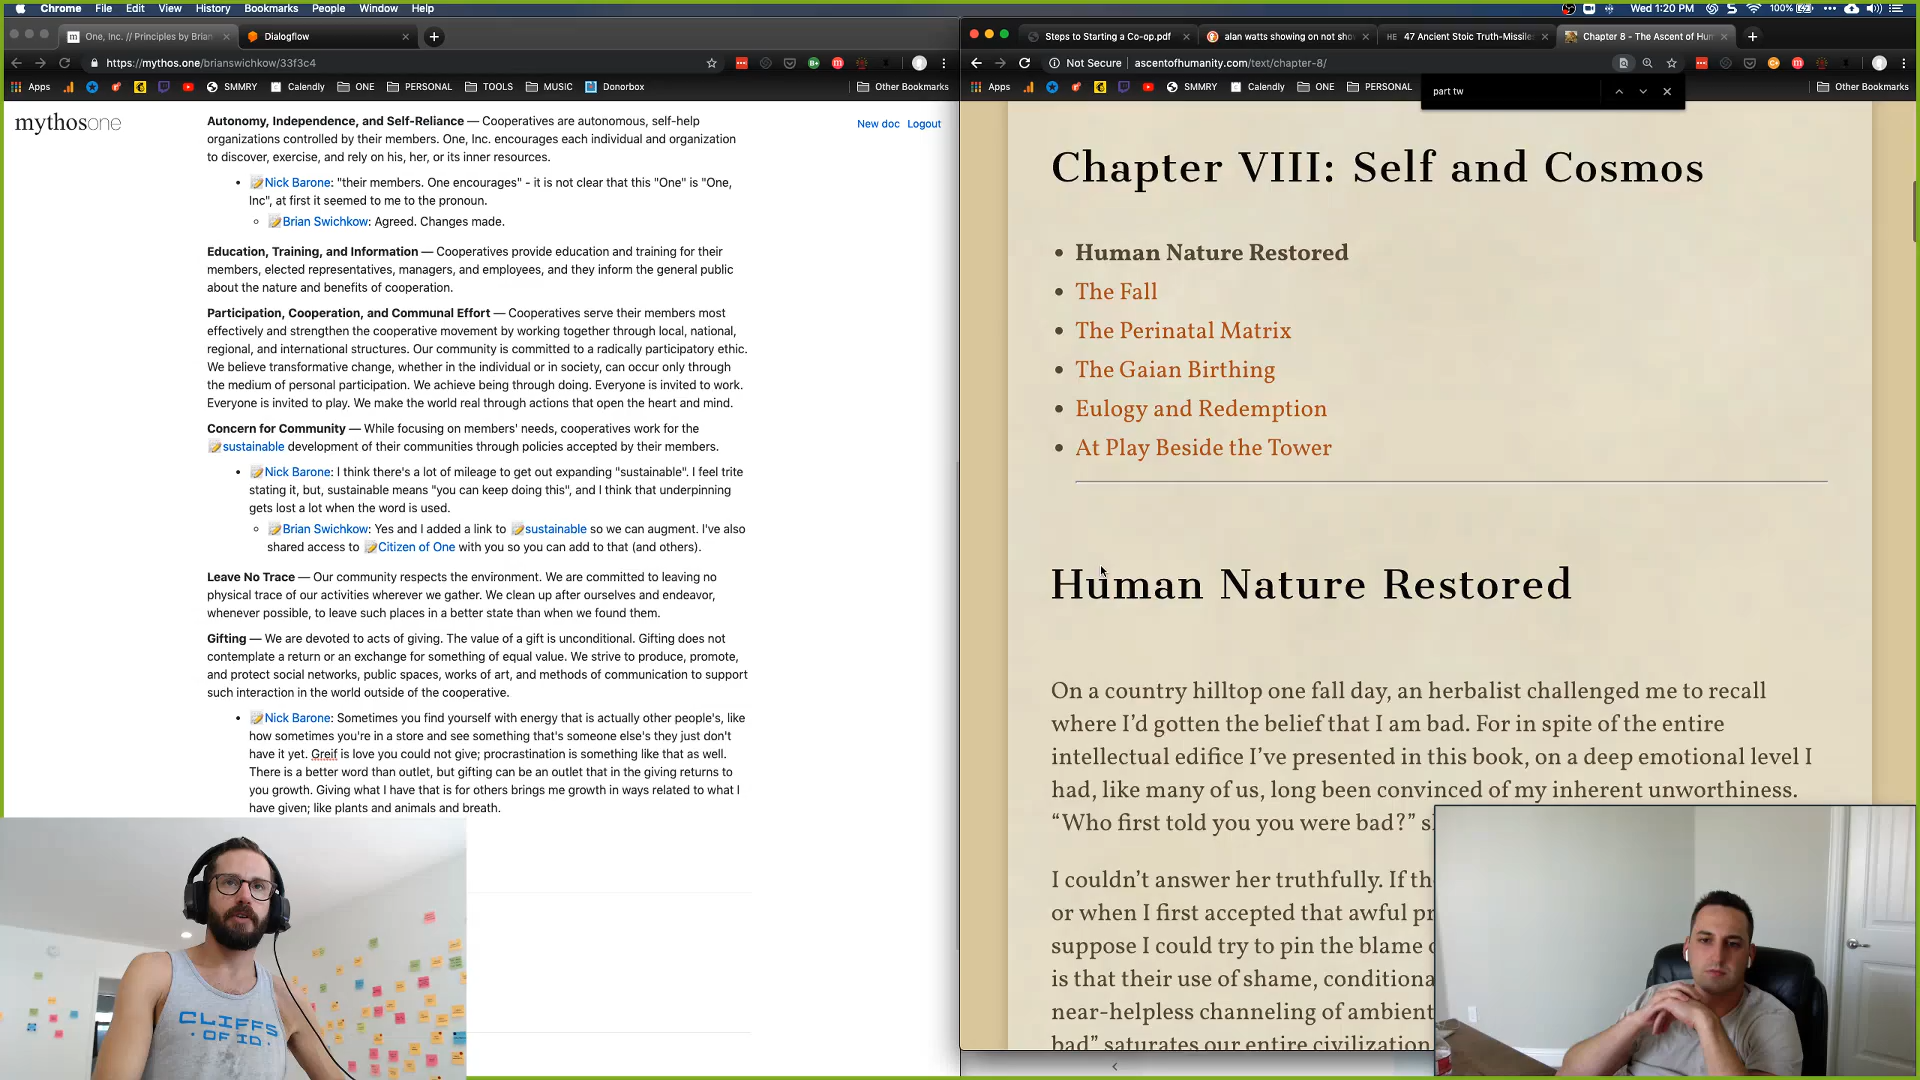 Chrome File Edit View History Bookmarks People Window Help
100% Wed 1:20 PM
One, Inc. // Principles by Brian
Dialogflow
https://mythos.one/brianswichkow/33f3c4
Apps SMMRY Calendly ONE PERSONAL TOOLS MUSIC Donorbox Other Bookmarks
mythosone
New doc Logout
Autonomy, Independence, and Self-Reliance — Cooperatives are autonomous, self-help
organizations controlled by their members. One, Inc. encourages each individual and organization
to discover, exercise, and rely on his, her, or its inner resources.
• Nick Barone: "their members. One encourages" - it is not clear that this "One" is "One,
Inc", at first it seemed to me to the pronoun.
◦ Brian Swichkow: Agreed. Changes made.
Education, Training, and Information — Cooperatives provide education and training for their
members, elected representatives, managers, and employees, and they inform the general public
about the nature and benefits of cooperation.
Participation, Cooperation, and Communal Effort — Cooperatives serve their members most
effectively and strengthen the cooperative movement by working together through local, national,
regional, and international structures. Our community is committed to a radically participatory ethic.
We believe transformative change, whether in the individual or in society, can occur only through
the medium of personal participation. We achieve being through doing. Everyone is invited to work.
Everyone is invited to play. We make the world real through actions that open the heart and mind.
Concern for Community — While focusing on members' needs, cooperatives work for the
sustainable development of their communities through policies accepted by their members.
• Nick Barone: I think there's a lot of mileage to get out expanding "sustainable". I feel trite
stating it, but, sustainable means "you can keep doing this", and I think that underpinning
gets lost a lot when the word is used.
◦ Brian Swichkow: Yes and I added a link to sustainable so we can augment. I've also
shared access to Citizen of One with you so you can add to that (and others).
Leave No Trace — Our community respects the environment. We are committed to leaving no
physical trace of our activities wherever we gather. We clean up after ourselves and endeavor,
whenever possible, to leave such places in a better state than when we found them.
Gifting — We are devoted to acts of giving. The value of a gift is unconditional. Gifting does not
contemplate a return or an exchange for something of equal value. We strive to produce, promote,
and protect social networks, public spaces, works of art, and methods of communication to support
such interaction in the world outside of the cooperative.
• Nick Barone: Sometimes you find yourself with energy that is actually other people's, like
how sometimes you're in a store and see something that's someone else's they just don't
have it yet. Greif is love you could not give; procrastination is something like that as well.
There is a better word than outlet, but gifting can be an outlet that in the giving returns to
you growth. Giving what I have that is for others brings me growth in ways related to what I
have given; like plants and animals and breath.
CLIFFS
OF ID
Steps to Starting a Co-op.pdf
alan watts showing on not sho
47 Ancient Stoic Truth-Missiles
Chapter 8 - The Ascent of Hum
Not Secure ascentofhumanity.com/text/chapter-8/
Apps SMMRY Calendly ONE PERSONAL Other Bookmarks
part tw
Chapter VIII: Self and Cosmos
• Human Nature Restored
• The Fall
• The Perinatal Matrix
• The Gaian Birthing
• Eulogy and Redemption
• At Play Beside the Tower
Human Nature Restored
On a country hilltop one fall day, an herbalist challenged me to recall
where I’d gotten the belief that I am bad. For in spite of the entire
intellectual edifice I’ve presented in this book, on a deep emotional level I
had, like many of us, long been convinced of my inherent unworthiness.
“Who first told you you were bad?”
I couldn’t answer her truthfully. If
or when I first accepted that awful
suppose I could try to pin the blame
is that their use of shame,
near-helpless channeling of ambient
bad” saturates our entire civilization